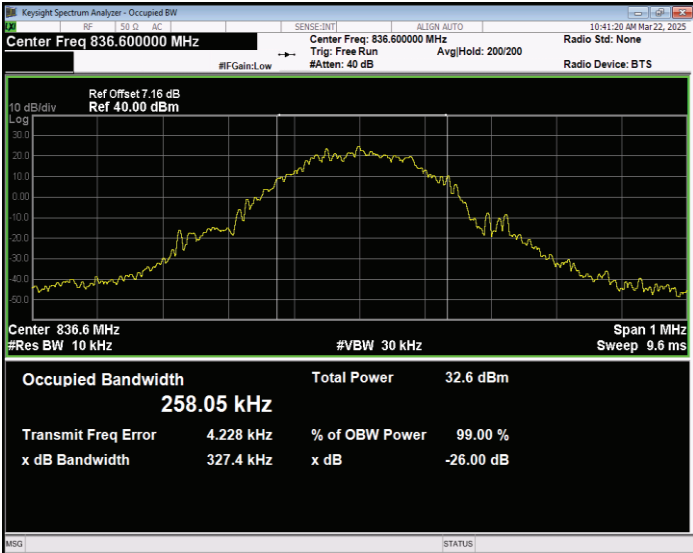 Keysight Spectrum Analyzer - Occupied BW
RF 50 Ω AC SENSE:INT ALIGN AUTO 10:41:20 AM Mar 22, 2025
Center Freq 836.600000 MHz Center Freq: 836.600000 MHz Radio Std: None
Trig: Free Run Avg|Hold: 200/200
#IFGain:Low #Atten: 40 dB Radio Device: BTS
Ref Offset 7.16 dB
10 dB/div Ref 40.00 dBm
Log
30.0
20.0
10.0
0.00
-10.0
-20.0
-30.0
-40.0
-50.0
Center 836.6 MHz Span 1 MHz
#Res BW 10 kHz #VBW 30 kHz Sweep 9.6 ms
Occupied Bandwidth Total Power 32.6 dBm
258.05 kHz
Transmit Freq Error 4.228 kHz % of OBW Power 99.00 %
x dB Bandwidth 327.4 kHz x dB -26.00 dB
MSG STATUS